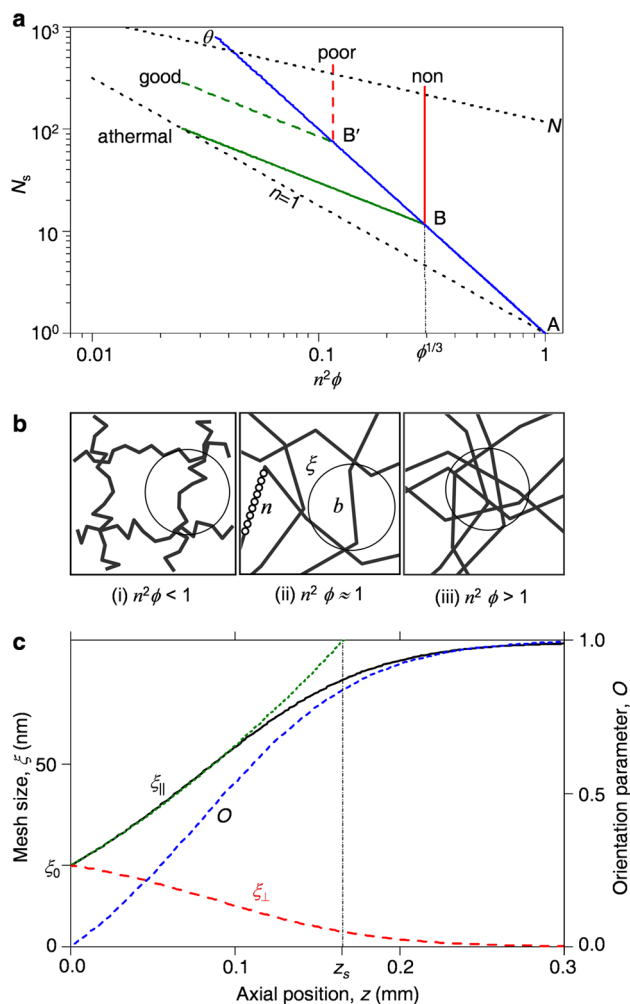 a
10³
10²
10
10⁰
N_s
θ
good
athermal
poor
non
B′
B
N
n=1
A
0.01
0.1
ϕ^1/3
1
n²ϕ
b
ξ
n
b
(i) n²ϕ < 1
(ii) n² ϕ ≈ 1
(iii) n² ϕ > 1
c
Mesh size, ξ (nm)
50
ξ₀
0
ξ∥
O
ξ⊥
1.0
0.5
0.0
Orientation parameter, O
0.0
0.1
z_s
0.2
0.3
Axial position, z (mm)